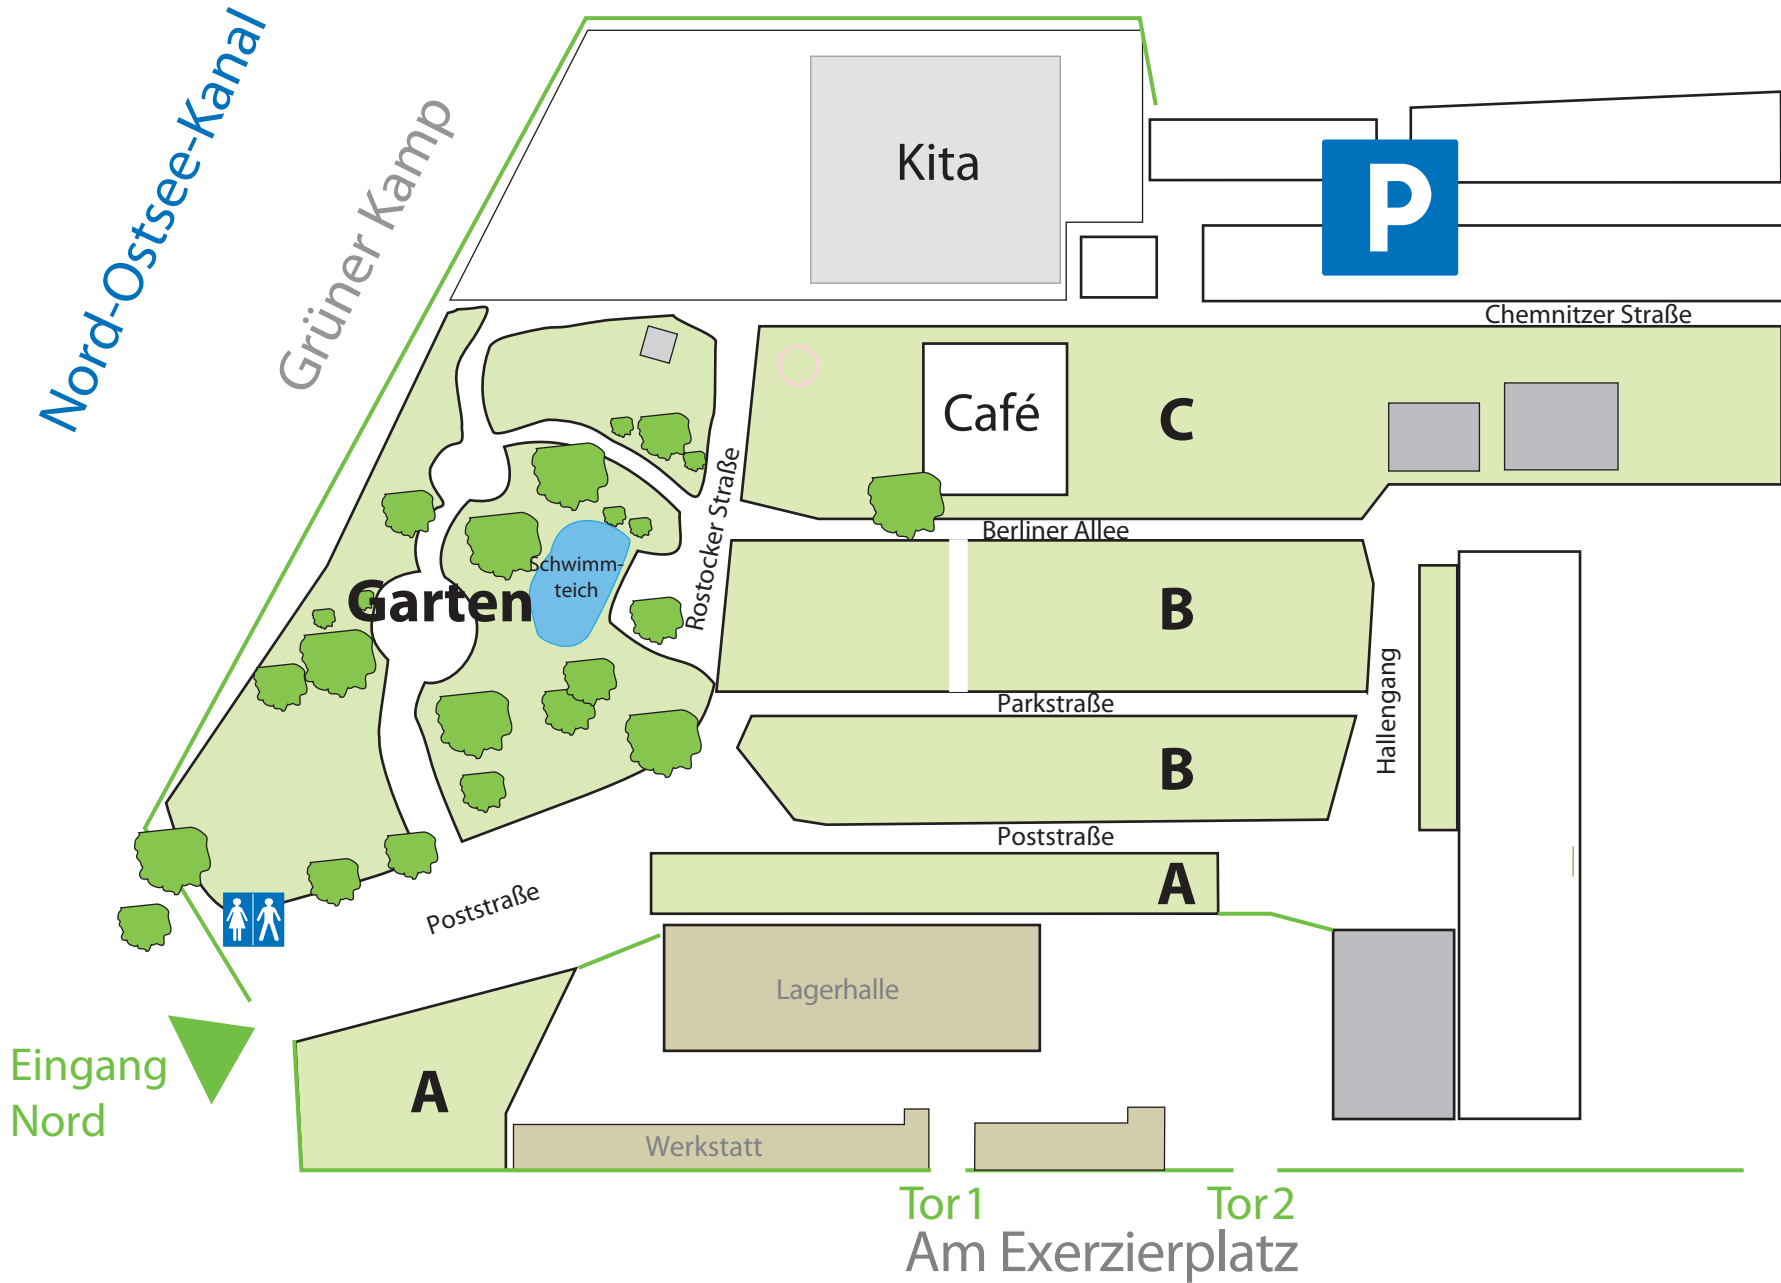 Nord-Ostsee-Kanal
Grüner Kamp
Kita
P
Chemnitzer Straße
Café
C
Rostocker Straße
Berliner Allee
Schwimm-
teich
Garten
B
Hallengang
Parkstraße
B
Poststraße
A
Poststraße
Lagerhalle
Eingang
Nord
A
Werkstatt
Tor 1
Tor 2
Am Exerzierplatz